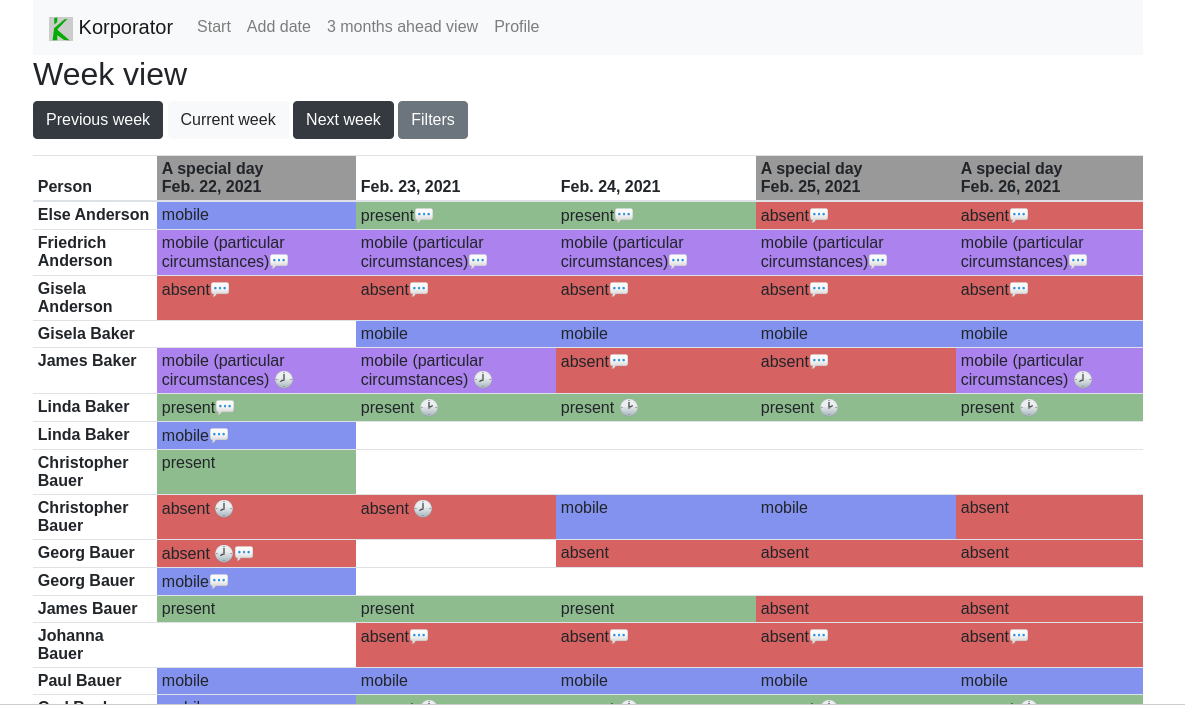 Korporator Start Add date 3 months ahead view Profile
Week view
Previous week Current week Next week Filters
A special day A special day A special day
Person Feb. 22, 2021 Feb. 23, 2021 Feb. 24, 2021 Feb. 25, 2021 Feb. 26, 2021
Else Anderson mobile present💬 present💬 absent💬 absent💬
Friedrich mobile (particular mobile (particular mobile (particular mobile (particular mobile (particular
Anderson circumstances)💬 circumstances)💬 circumstances)💬 circumstances)💬 circumstances)💬
Gisela absent💬 absent💬 absent💬 absent💬 absent💬
Anderson
Gisela Baker mobile mobile mobile mobile
James Baker mobile (particular mobile (particular absent💬 absent💬 mobile (particular
circumstances) 🕗 circumstances) 🕗 circumstances) 🕗
Linda Baker present💬 present 🕑 present 🕑 present 🕑 present 🕑
Linda Baker mobile💬
Christopher present
Bauer
Christopher absent 🕗 absent 🕗 mobile mobile absent
Bauer
Georg Bauer absent 🕗💬 absent absent absent
Georg Bauer mobile💬
James Bauer present present present absent absent
Johanna absent💬 absent💬 absent💬 absent💬
Bauer
Paul Bauer mobile mobile mobile mobile mobile